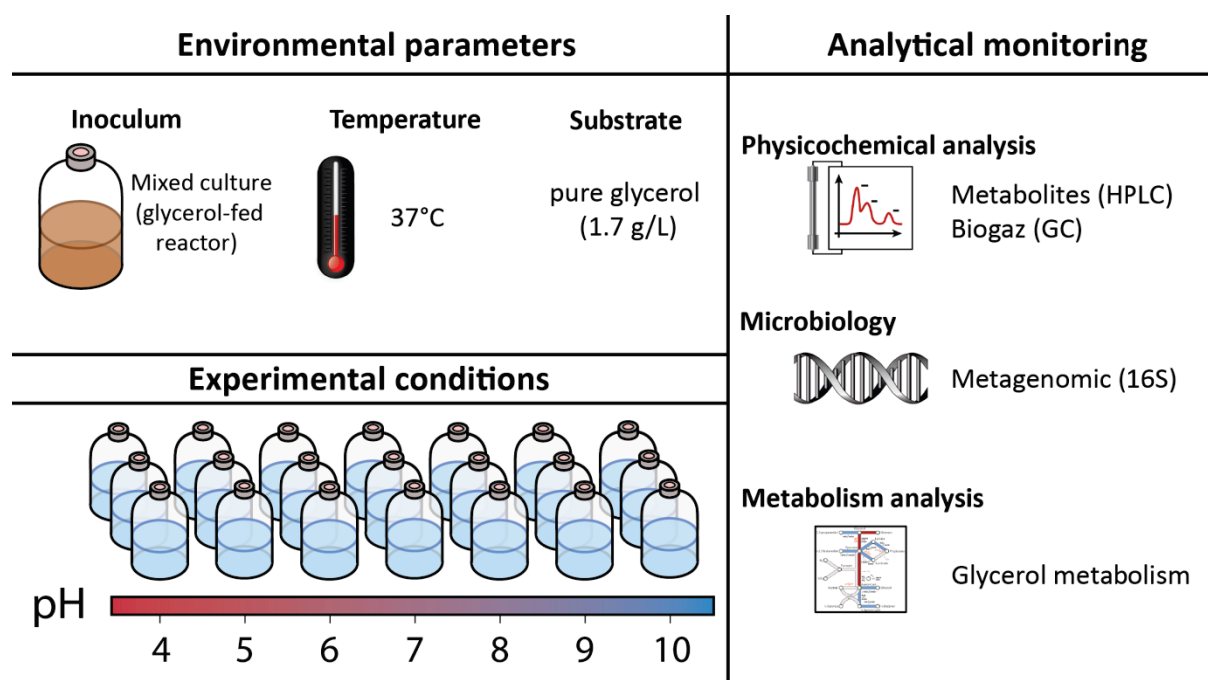 Environmental parameters
Inoculum
Mixed culture
(glycerol-fed
reactor)
Temperature
37°C
Substrate
pure glycerol
(1.7 g/L)
Experimental conditions
pH
4 5 6 7 8 9 10
Analytical monitoring
Physicochemical analysis
Metabolites (HPLC)
Biogaz (GC)
Microbiology
Metagenomic (16S)
Metabolism analysis
Glycerol metabolism